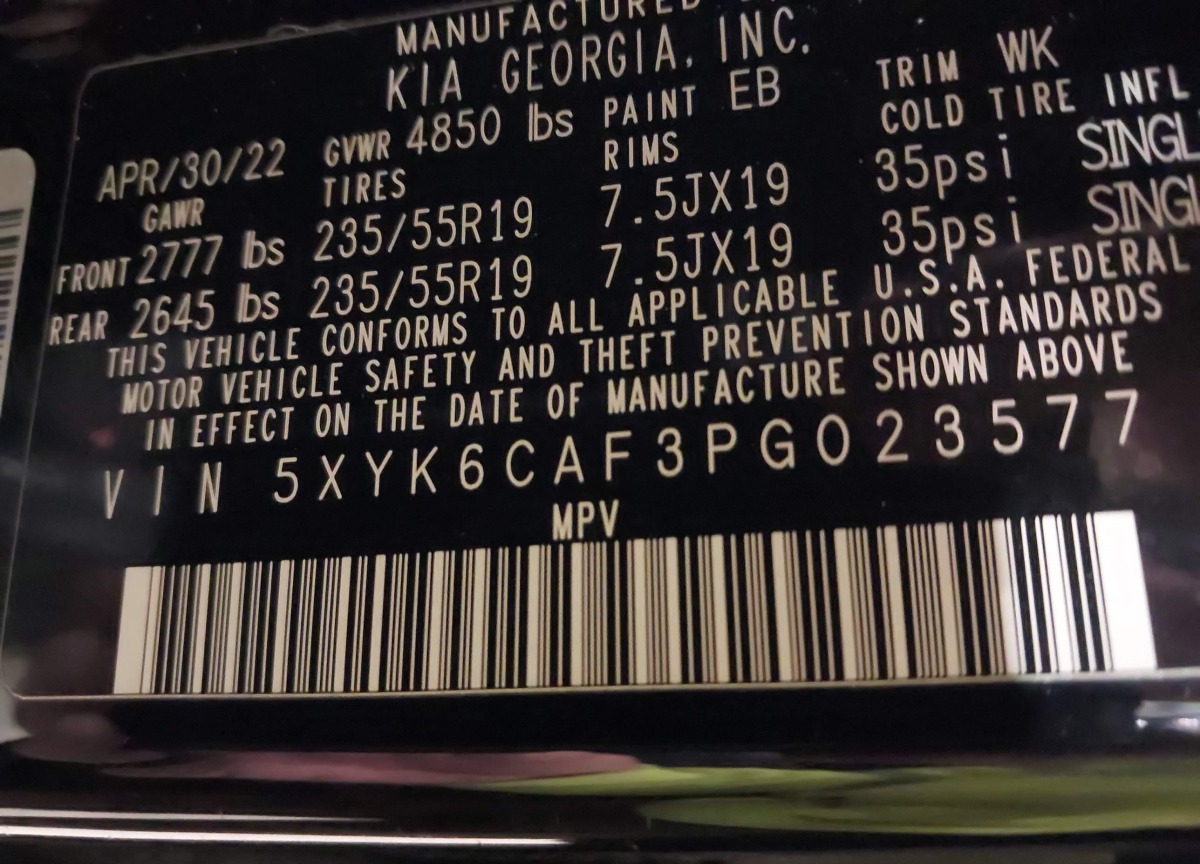 MANUFACTURED
KIA GEORGIA, INC.
APR/30/22 GVWR 4850 lbs PAINT EB TRIM WK
GAWR TIRES RIMS COLD TIRE INFL
FRONT 2777 lbs 235/55R19 7.5JX19 35psi SINGL
REAR 2645 lbs 235/55R19 7.5JX19 35psi SINGL
THIS VEHICLE CONFORMS TO ALL APPLICABLE U.S.A. FEDERAL
MOTOR VEHICLE SAFETY AND THEFT PREVENTION STANDARDS
IN EFFECT ON THE DATE OF MANUFACTURE SHOWN ABOVE
VIN 5XYK6CAF3PG023577
MPV